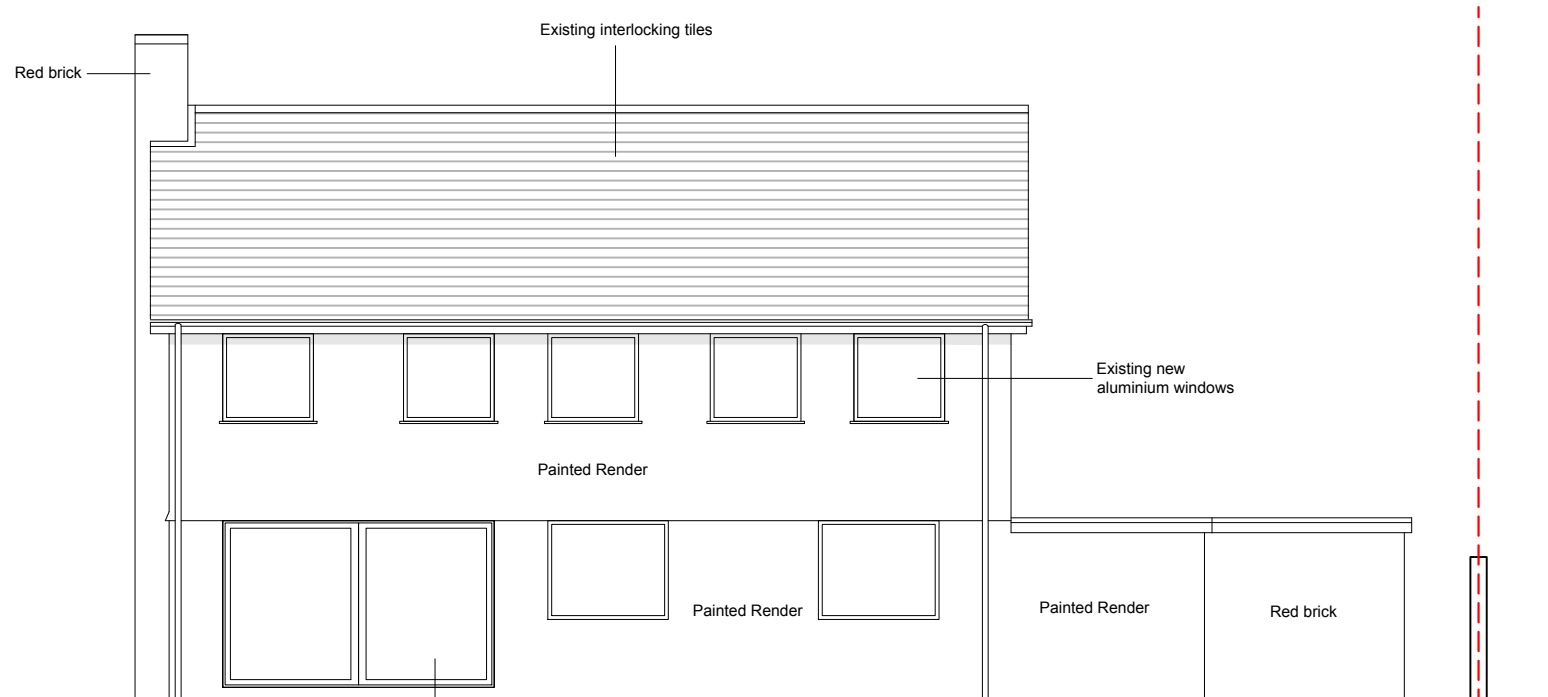 Existing interlocking tiles
Red brick
Existing new
aluminium windows
Painted Render
Painted Render
Painted Render
Red brick